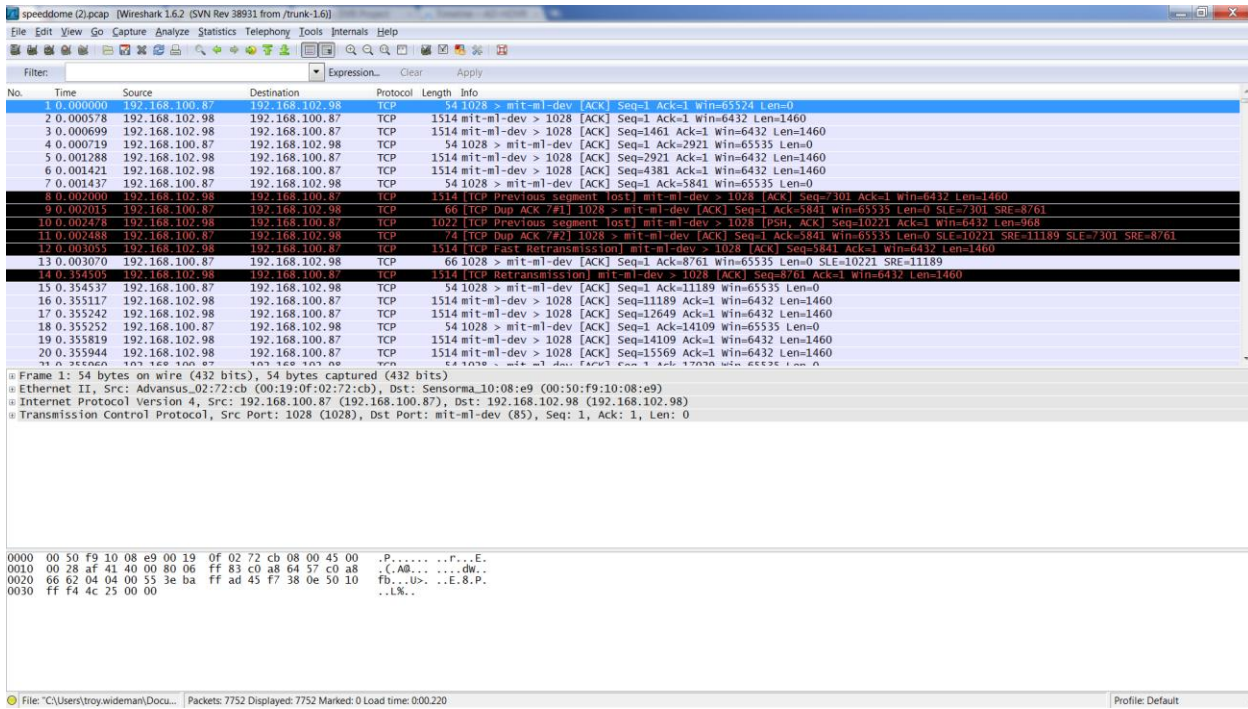 speeddome (2).pcap [Wireshark 1.6.2 (SVN Rev 38931 from /trunk-1.6)]
File Edit View Go Capture Analyze Statistics Telephony Tools Internals Help
Filter: Expression... Clear Apply
No. Time Source Destination Protocol Length Info
1 0.000000 192.168.100.87 192.168.102.98 TCP 54 1028 > mit-ml-dev [ACK] Seq=1 Ack=1 Win=65524 Len=0
2 0.000578 192.168.102.98 192.168.100.87 TCP 1514 mit-ml-dev > 1028 [ACK] Seq=1 Ack=1 Win=6432 Len=1460
3 0.000699 192.168.102.98 192.168.100.87 TCP 1514 mit-ml-dev > 1028 [ACK] Seq=1461 Ack=1 Win=6432 Len=1460
4 0.000719 192.168.100.87 192.168.102.98 TCP 54 1028 > mit-ml-dev [ACK] Seq=1 Ack=2921 Win=65535 Len=0
5 0.001288 192.168.102.98 192.168.100.87 TCP 1514 mit-ml-dev > 1028 [ACK] Seq=2921 Ack=1 Win=6432 Len=1460
6 0.001421 192.168.102.98 192.168.100.87 TCP 1514 mit-ml-dev > 1028 [ACK] Seq=4381 Ack=1 Win=6432 Len=1460
7 0.001437 192.168.100.87 192.168.102.98 TCP 54 1028 > mit-ml-dev [ACK] Seq=1 Ack=5841 Win=65535 Len=0
8 0.002000 192.168.102.98 192.168.100.87 TCP 1514 [TCP Previous segment lost] mit-ml-dev > 1028 [ACK] Seq=7301 Ack=1 Win=6432 Len=1460
9 0.002015 192.168.100.87 192.168.102.98 TCP 66 [TCP Dup ACK 7#1] 1028 > mit-ml-dev [ACK] Seq=1 Ack=5841 Win=65535 Len=0 SLE=7301 SRE=8761
10 0.002478 192.168.102.98 192.168.100.87 TCP 1022 [TCP Previous segment lost] mit-ml-dev > 1028 [PSH, ACK] Seq=10221 Ack=1 Win=6432 Len=968
11 0.002488 192.168.100.87 192.168.102.98 TCP 74 [TCP Dup ACK 7#2] 1028 > mit-ml-dev [ACK] Seq=1 Ack=5841 Win=65535 Len=0 SLE=10221 SRE=11189 SLE=7301 SRE=8761
12 0.003055 192.168.102.98 192.168.100.87 TCP 1514 [TCP Fast Retransmission] mit-ml-dev > 1028 [ACK] Seq=5841 Ack=1 Win=6432 Len=1460
13 0.003070 192.168.100.87 192.168.102.98 TCP 66 1028 > mit-ml-dev [ACK] Seq=1 Ack=8761 Win=65535 Len=0 SLE=10221 SRE=11189
14 0.354505 192.168.102.98 192.168.100.87 TCP 1514 [TCP Retransmission] mit-ml-dev > 1028 [ACK] Seq=8761 Ack=1 Win=6432 Len=1460
15 0.354537 192.168.100.87 192.168.102.98 TCP 54 1028 > mit-ml-dev [ACK] Seq=1 Ack=11189 Win=65535 Len=0
16 0.355117 192.168.102.98 192.168.100.87 TCP 1514 mit-ml-dev > 1028 [ACK] Seq=11189 Ack=1 Win=6432 Len=1460
17 0.355242 192.168.102.98 192.168.100.87 TCP 1514 mit-ml-dev > 1028 [ACK] Seq=12649 Ack=1 Win=6432 Len=1460
18 0.355252 192.168.100.87 192.168.102.98 TCP 54 1028 > mit-ml-dev [ACK] Seq=1 Ack=14109 Win=65535 Len=0
19 0.355819 192.168.102.98 192.168.100.87 TCP 1514 mit-ml-dev > 1028 [ACK] Seq=14109 Ack=1 Win=6432 Len=1460
20 0.355944 192.168.102.98 192.168.100.87 TCP 1514 mit-ml-dev > 1028 [ACK] Seq=15569 Ack=1 Win=6432 Len=1460
Frame 1: 54 bytes on wire (432 bits), 54 bytes captured (432 bits)
Ethernet II, Src: Advansus_02:72:cb (00:19:0f:02:72:cb), Dst: Sensorma_10:08:e9 (00:50:f9:10:08:e9)
Internet Protocol Version 4, Src: 192.168.100.87 (192.168.100.87), Dst: 192.168.102.98 (192.168.102.98)
Transmission Control Protocol, Src Port: 1028 (1028), Dst Port: mit-ml-dev (85), Seq: 1, Ack: 1, Len: 0
0000 00 50 f9 10 08 e9 00 19 0f 02 72 cb 08 00 45 00 .P...... ..r...E.
0010 00 28 af 41 40 00 80 06 ff 83 c0 a8 64 57 c0 a8 .(.A@... ....dW..
0020 66 62 04 04 00 55 3e ba ff ad 45 f7 38 0e 50 10 fb...U>. ..E.8.P.
0030 ff f4 4c 25 00 00 ..L%..
File: "C:\Users\troy.wideman\Docu... Packets: 7752 Displayed: 7752 Marked: 0 Load time: 0:00.220 Profile: Default